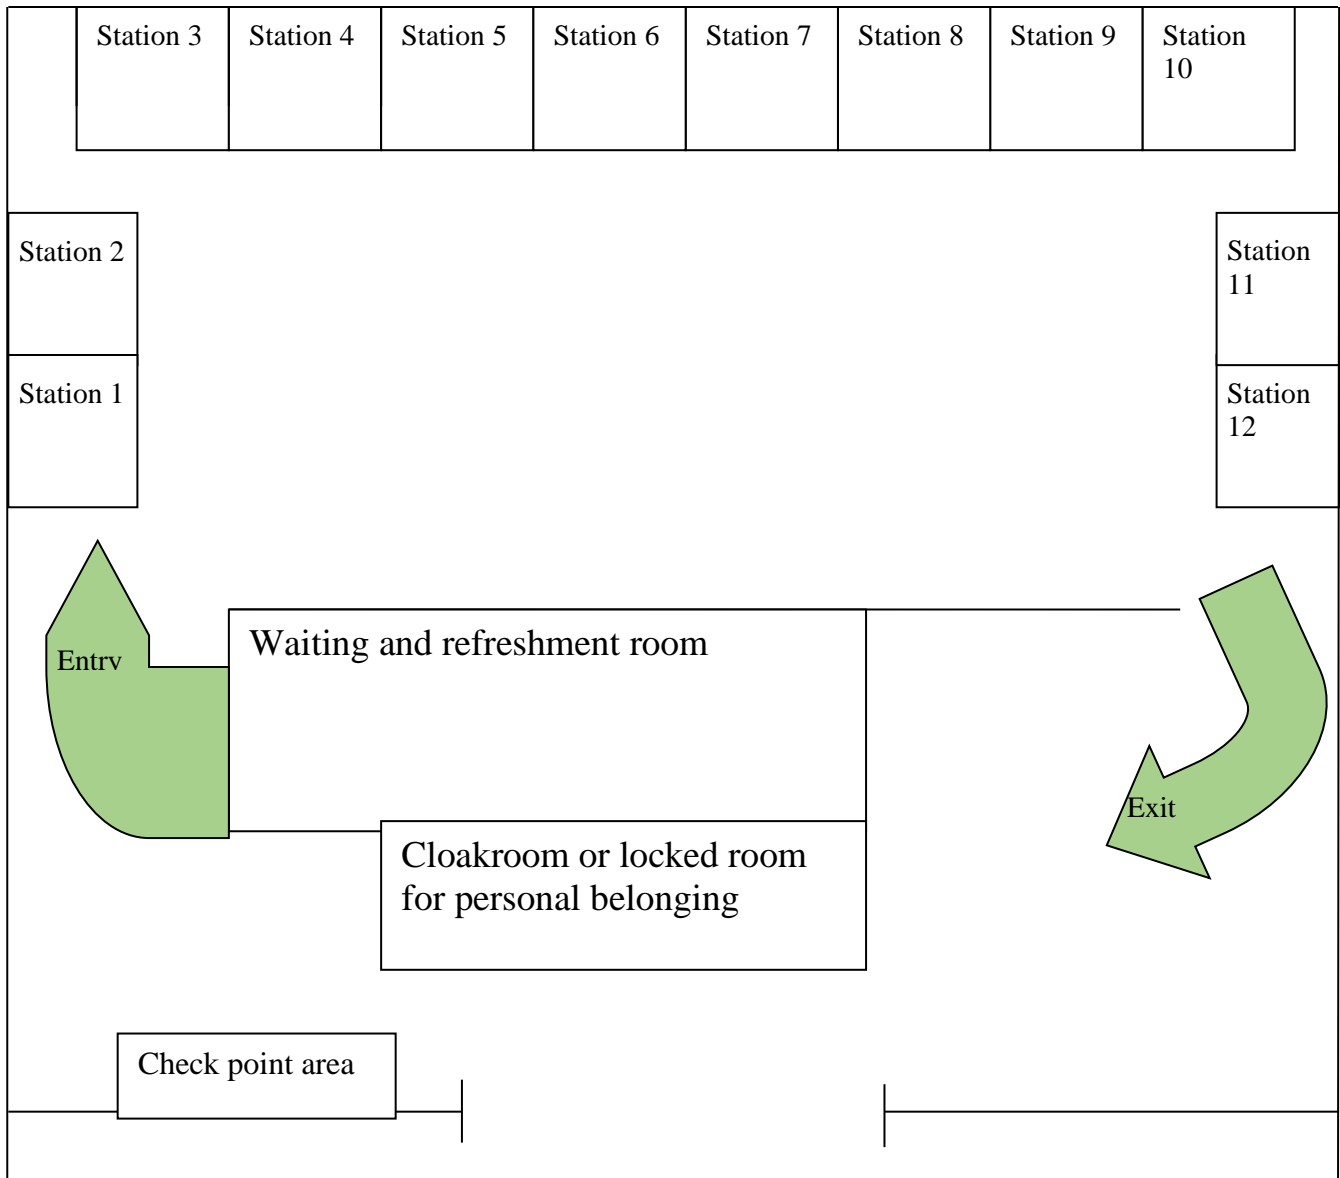 Station 3
Station 4
Station 5
Station 6
Station 7
Station 8
Station 9
Station
10
Station 2
Station
11
Station 1
Station
12
Entry
Waiting and refreshment room
Exit
Cloakroom or locked room
for personal belonging
Check point area